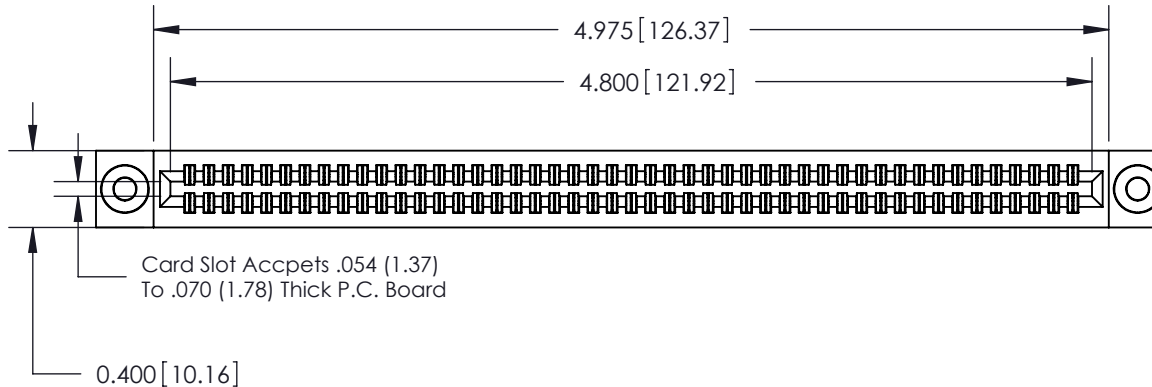 4.975[126.37]
4.800[121.92]
Card Slot Accpets .054 (1.37)
To .070 (1.78) Thick P.C. Board
0.400[10.16]